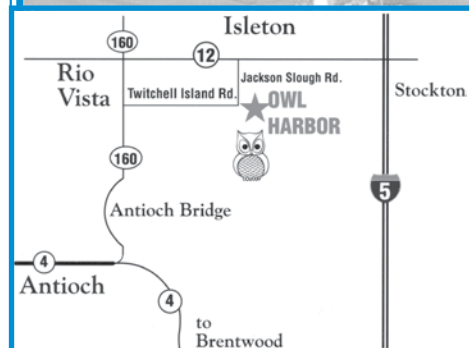 Isleton
160
12
Rio
Vista
Jackson Slough Rd.
Twitchell Island Rd.
OWL
HARBOR
Stockton
160
5
Antioch Bridge
4
Antioch
4
to
Brentwood